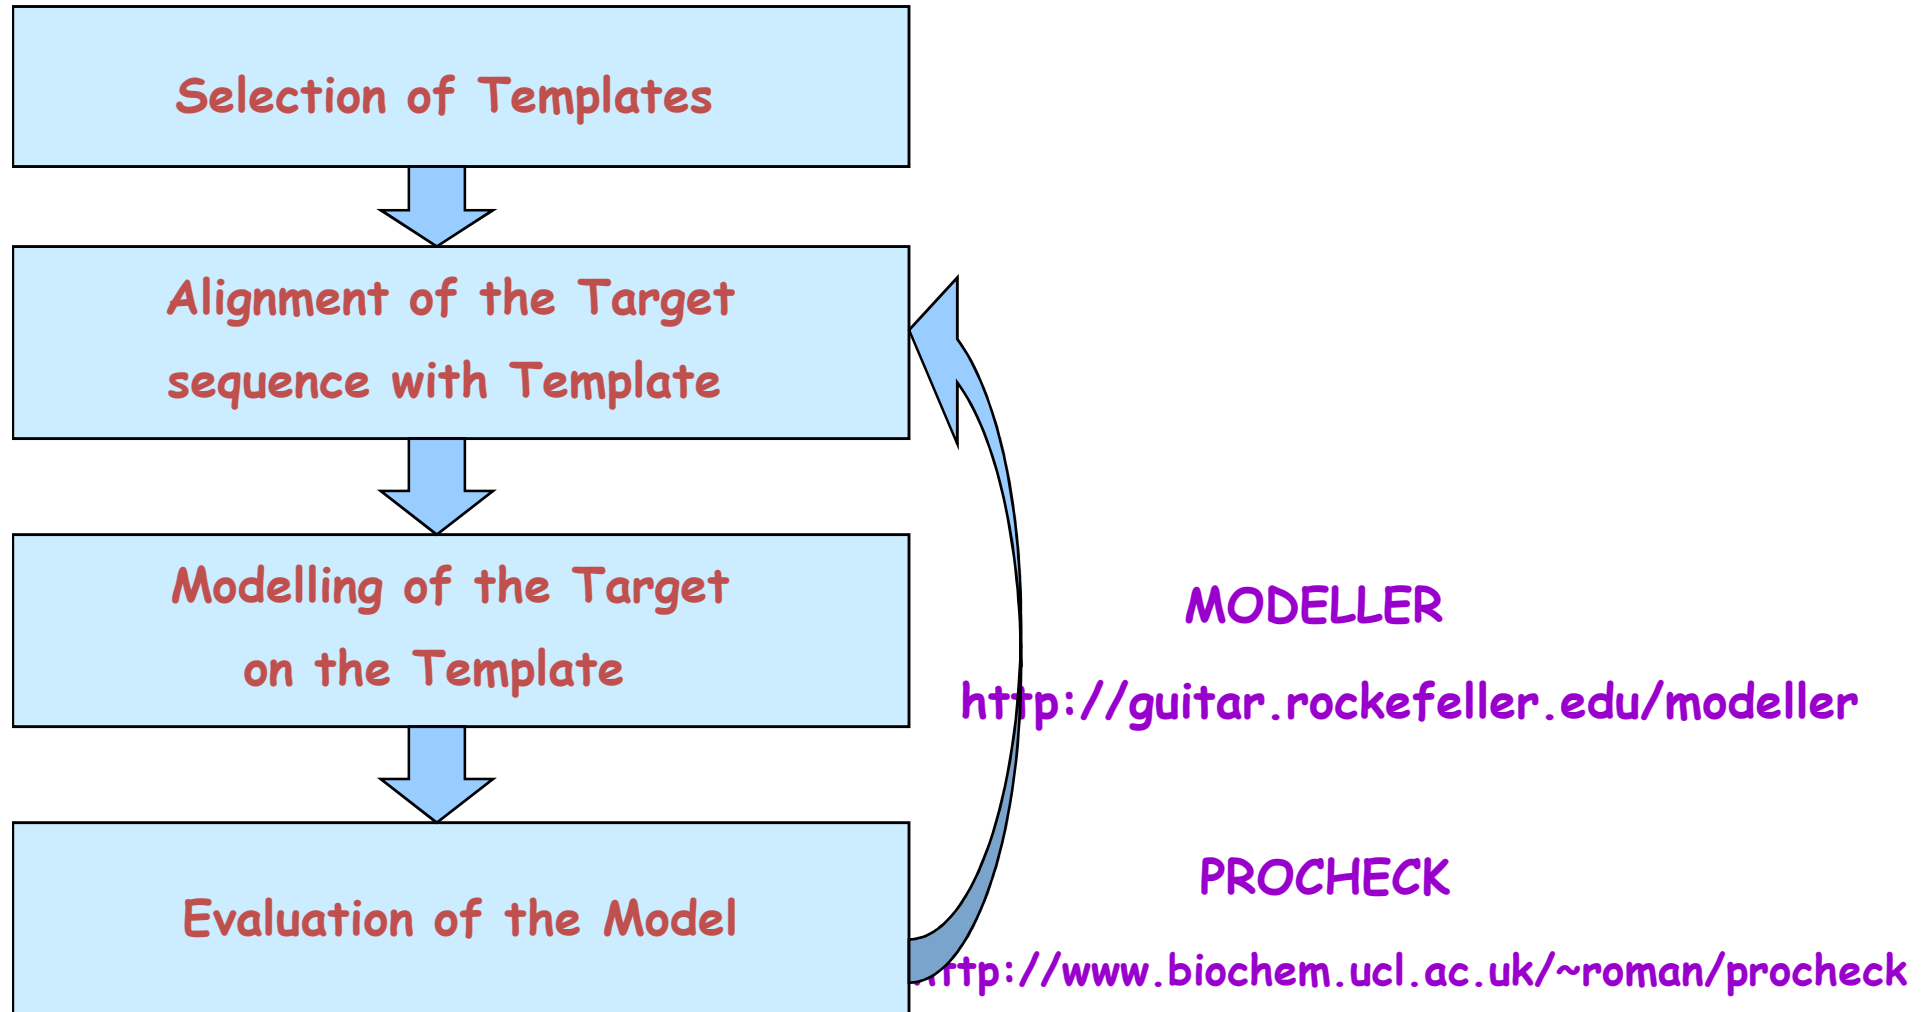 Selection of Templates
Alignment of the Target
sequence with Template
Modelling of the Target
on the Template
MODELLER
http://guitar.rockefeller.edu/modeller
Evaluation of the Model
PROCHECK
http://www.biochem.ucl.ac.uk/~roman/procheck